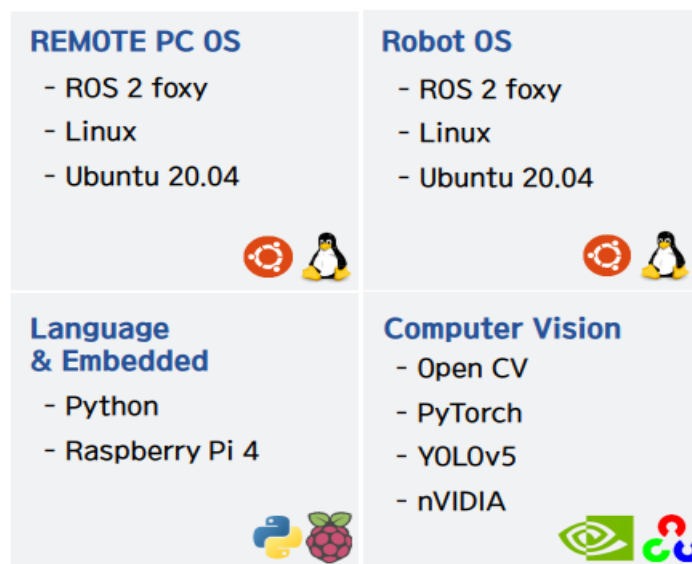 REMOTE PC OS
- ROS 2 foxy
- Linux
- Ubuntu 20.04
Robot OS
- ROS 2 foxy
- Linux
- Ubuntu 20.04
Language
& Embedded
- Python
- Raspberry Pi 4
Computer Vision
- Open CV
- PyTorch
- YOLOv5
- nVIDIA